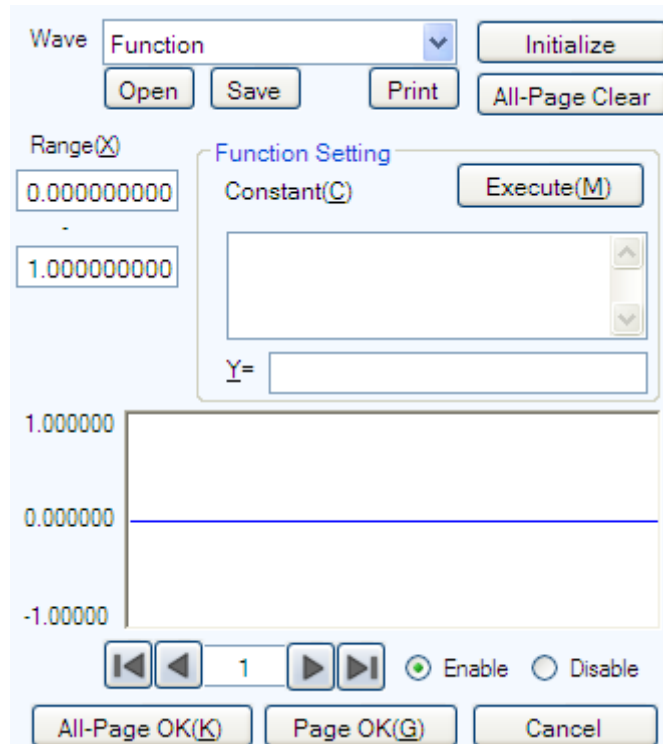 Wave Function Initialize
Open Save Print All-Page Clear
Range(X) Function Setting
0.000000000 Constant(C) Execute(M)
-
1.000000000
Y=
1.000000
0.000000
-1.00000
1 Enable Disable
All-Page OK(K) Page OK(G) Cancel